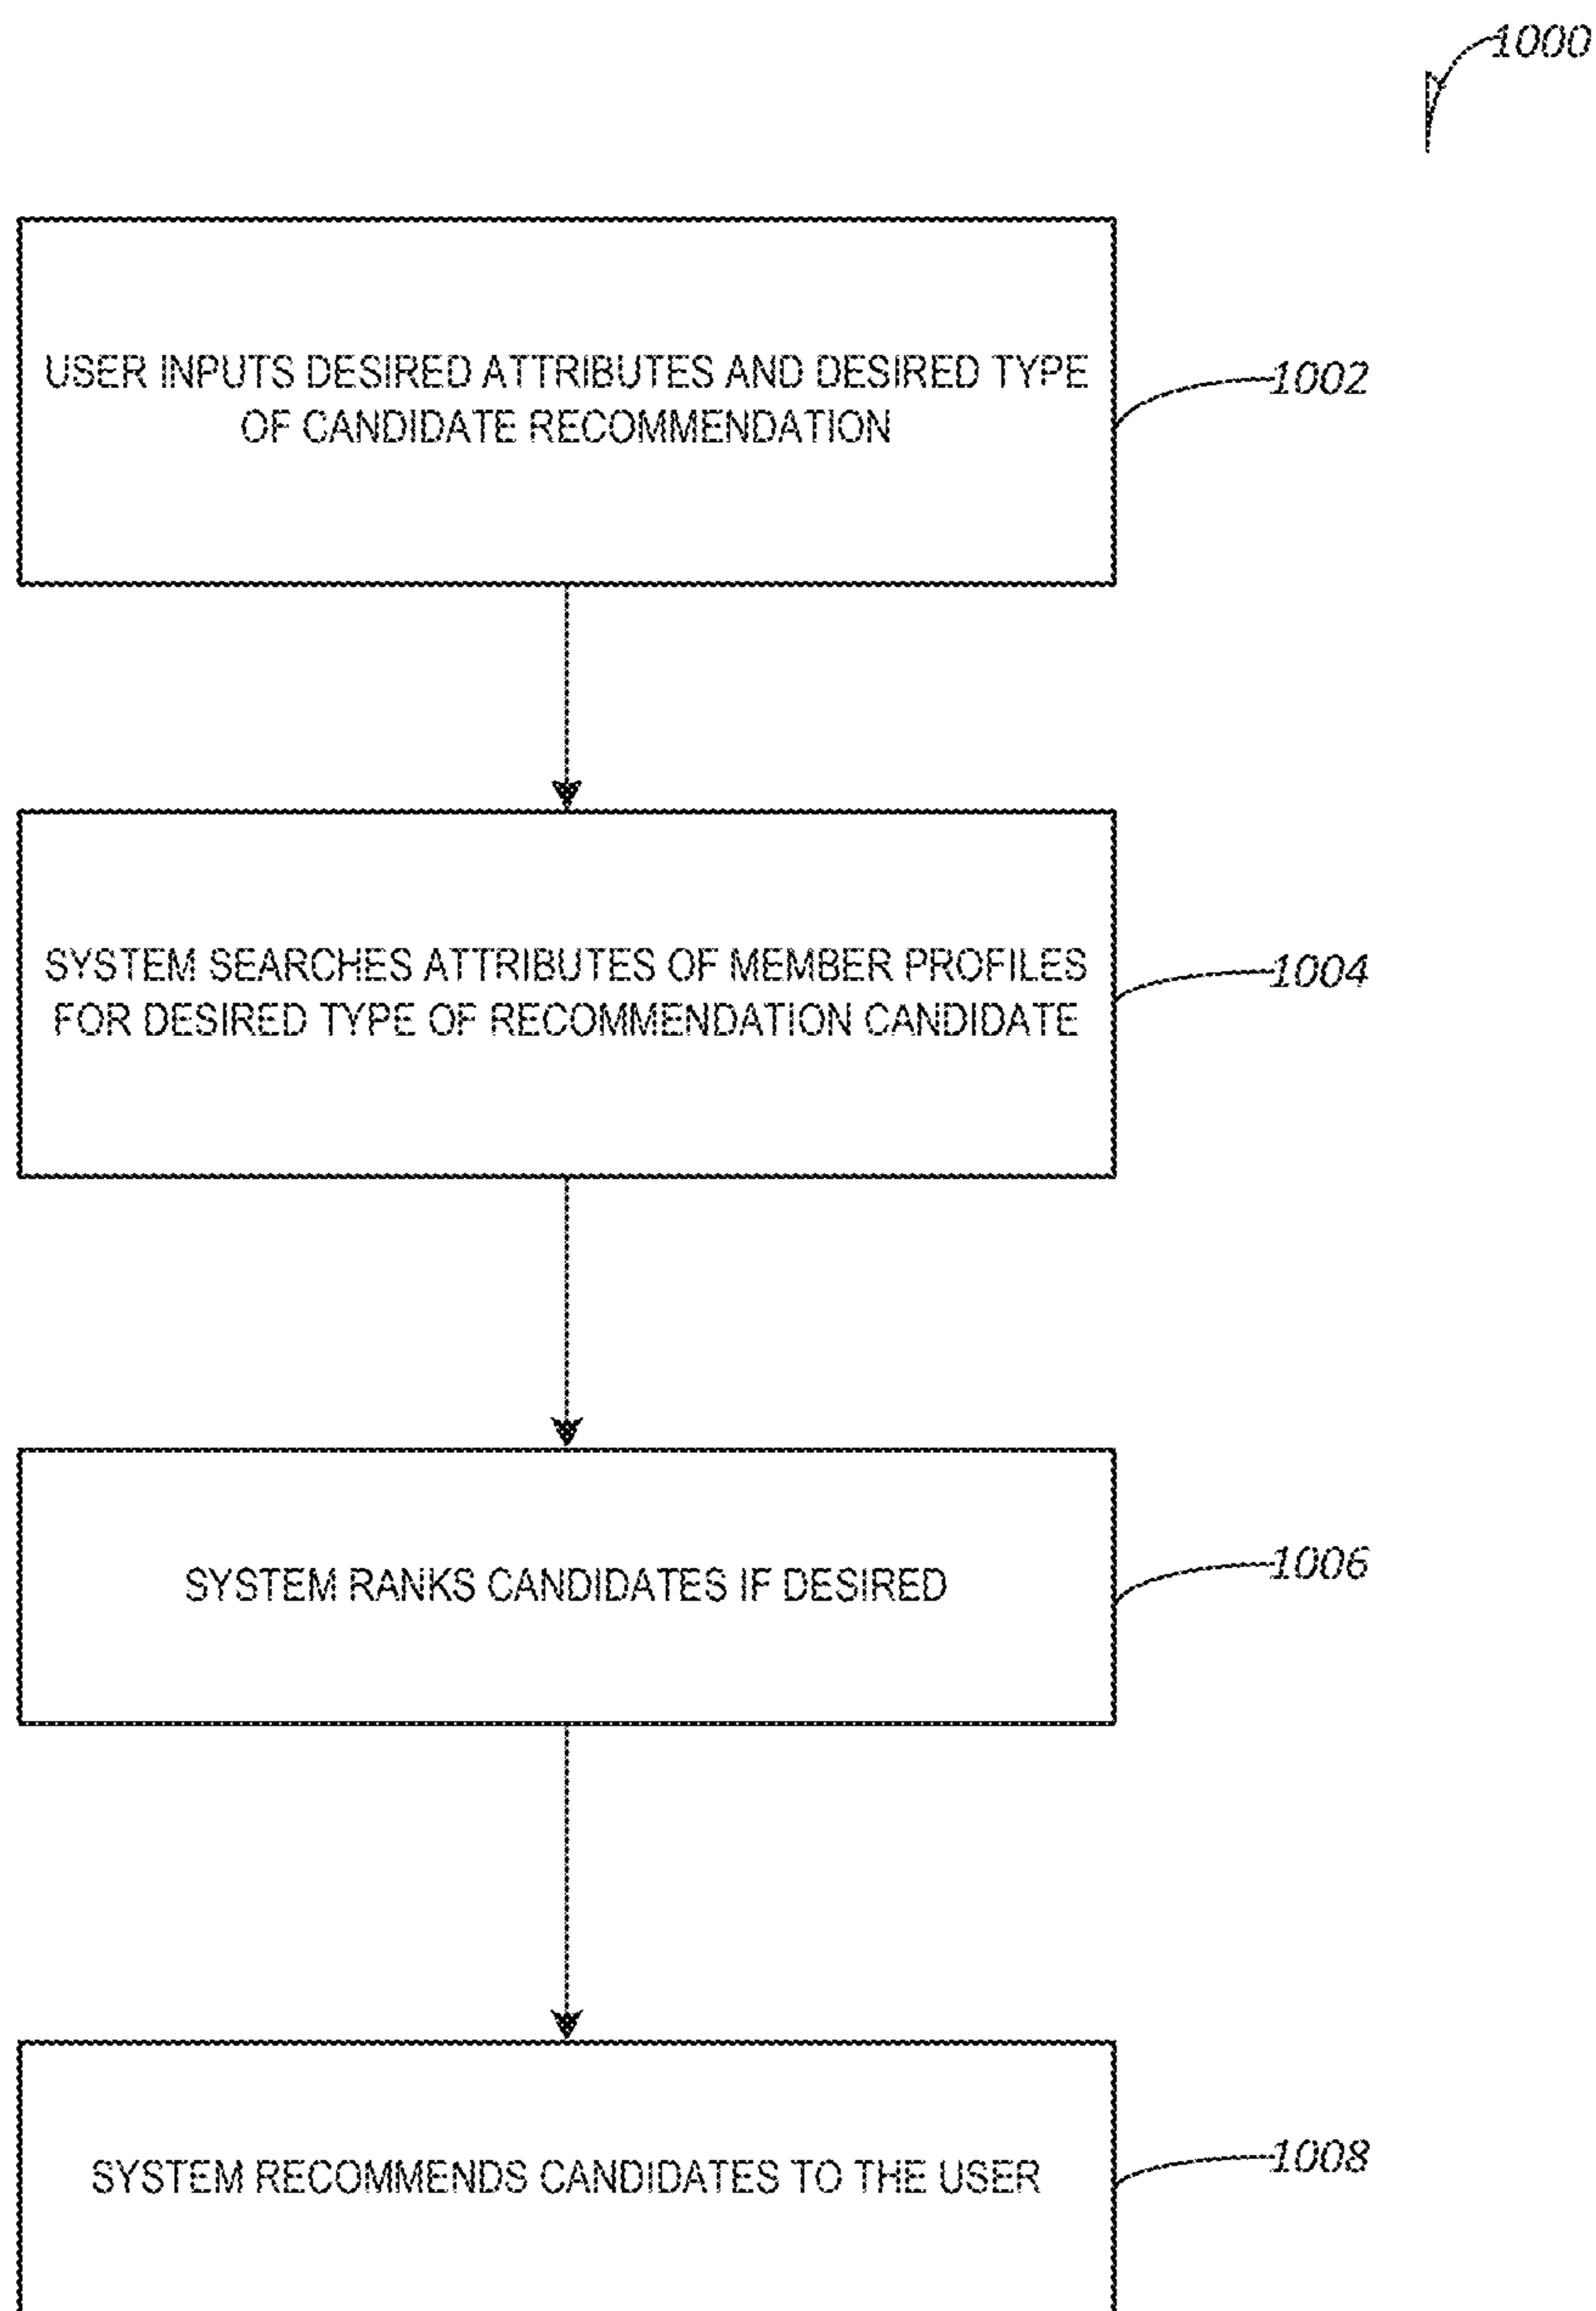 1000
USER INPUTS DESIRED ATTRIBUTES AND DESIRED TYPE
OF CANDIDATE RECOMMENDATION
1002
SYSTEM SEARCHES ATTRIBUTES OF MEMBER PROFILES
FOR DESIRED TYPE OF RECOMMENDATION CANDIDATE
1004
SYSTEM RANKS CANDIDATES IF DESIRED
1006
SYSTEM RECOMMENDS CANDIDATES TO THE USER
1008